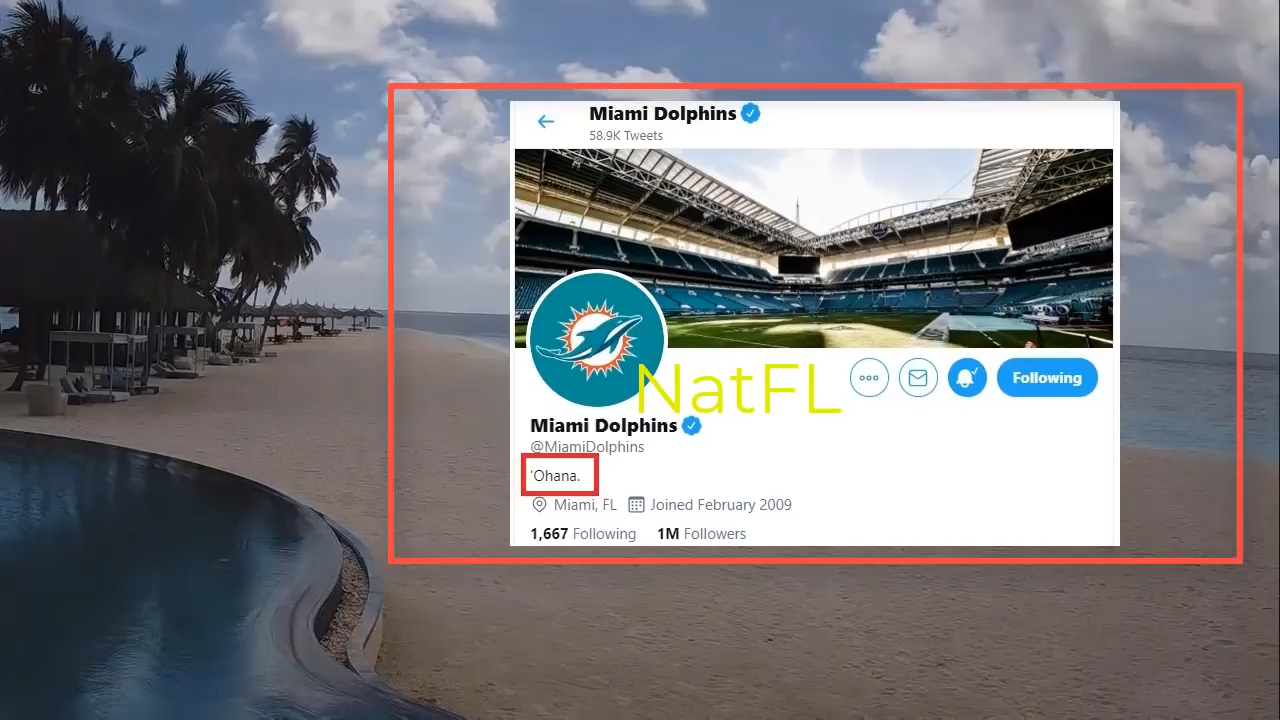 Miami Dolphins
58.9K Tweets
Following
NatFL
Miami Dolphins
@MiamiDolphins
'Ohana.
Miami, FL Joined February 2009
1,667 Following 1M Followers